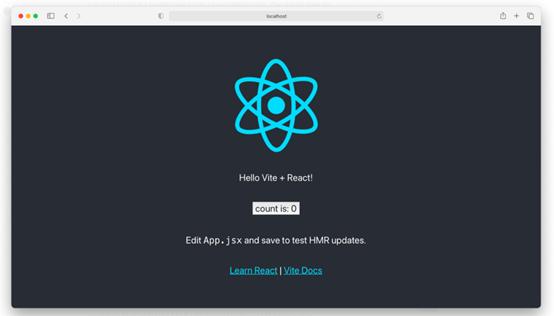 localhost
Hello Vite + React!
count is: 0
Edit App.jsx and save to test HMR updates.
Learn React | Vite Docs